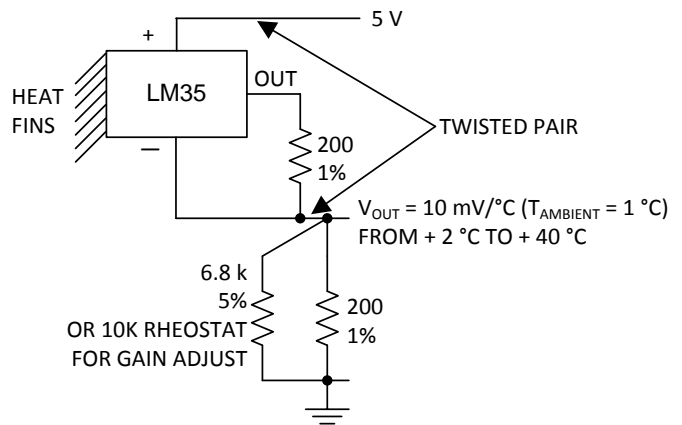 5 V
+
LM35
OUT
HEAT
FINS
TWISTED PAIR
200
1%
–
V_OUT = 10 mV/°C (T_AMBIENT = 1 °C)
FROM + 2 °C TO + 40 °C
6.8 k
5%
OR 10K RHEOSTAT
FOR GAIN ADJUST
200
1%